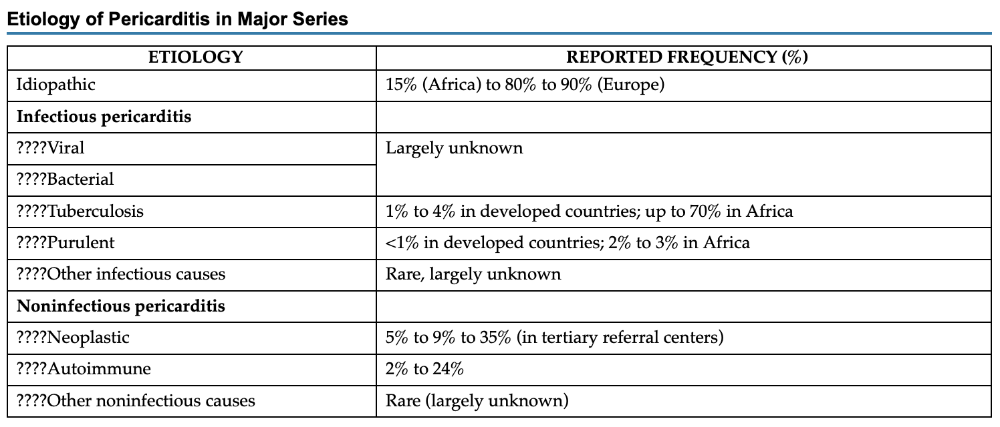 Etiology of Pericarditis in Major Series
ETIOLOGY REPORTED FREQUENCY (%)
Idiopathic 15% (Africa) to 80% to 90% (Europe)
Infectious pericarditis
????Viral Largely unknown
????Bacterial
????Tuberculosis 1% to 4% in developed countries; up to 70% in Africa
????Purulent <1% in developed countries; 2% to 3% in Africa
????Other infectious causes Rare, largely unknown
Noninfectious pericarditis
????Neoplastic 5% to 9% to 35% (in tertiary referral centers)
????Autoimmune 2% to 24%
????Other noninfectious causes Rare (largely unknown)